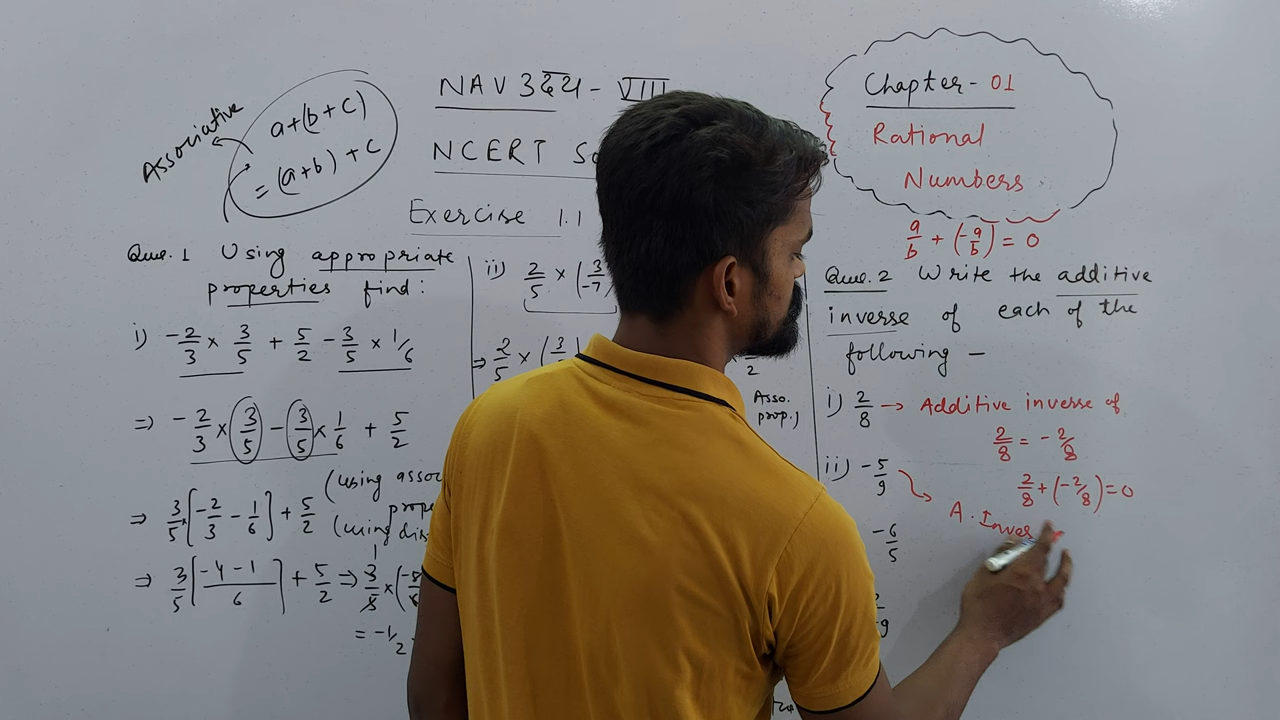 NAV 3621 - VIII
NCERT
Exercise 1.1
Associative
a+(b+c)
= (a+b) + c
Que. 1 Using appropriate
properties find :
i) -2/3 × 3/5 + 5/2 - 3/5 × 1/6
=> -2/3 × 3/5 - 3/5 × 1/6 + 5/2
(using asso
prope
=> 3/5 [-2/3 - 1/6] + 5/2 (using dis
=> 3/5 [(-4-1)/6] + 5/2 => 3/5 ×
= -1/2
ii) 2/5 × (3/-7)
=> 2/5 ×
Asso.
prop.)
Chapter - 01
Rational
Numbers
a/b + (-a/b) = 0
Que. 2 Write the additive
inverse of each of the
following -
i) 2/8 → Additive inverse of
2/8 = -2/8
2/8 + (-2/8) = 0
ii) -5/9
A. Inver
-6/5